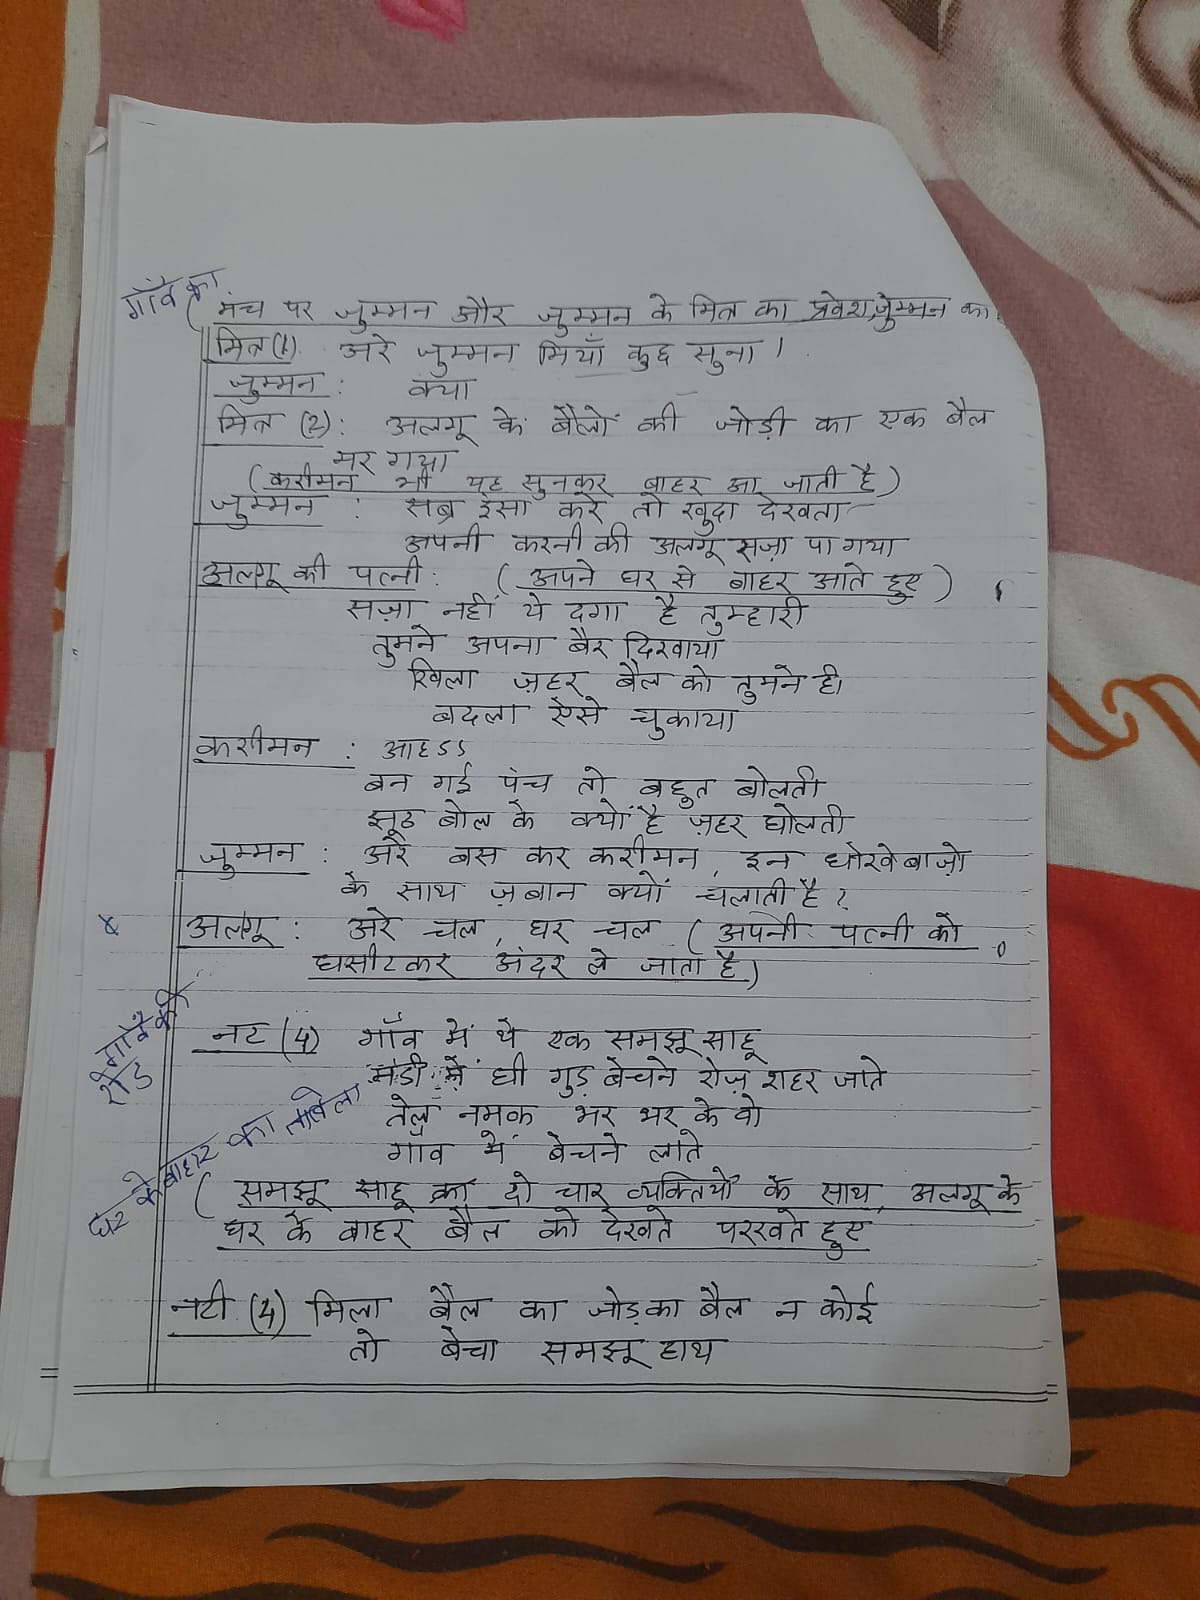 गाँव का
(मंच पर जुम्मन और जुम्मन के मित्र का प्रवेश, जुम्मन का
मित्र (1). अरे जुम्मन मियाँ कुछ सुना।
जुम्मन : क्या
मित्र (2): अलगू के बैलों की जोड़ी का एक बैल
मर गया
(करीमन भी यह सुनकर बाहर आ जाती है)
जुम्मन : सब्र इंसा करे तो खुदा देखता
अपनी करनी की अलगू सज़ा पा गया
अलगू की पत्नी: (अपने घर से बाहर आते हुए)
सज़ा नहीं ये दगा है तुम्हारी
तुमने अपना बैर दिखाया
खिला ज़हर बैल को तुमने ही
बदला ऐसे चुकाया
करीमन : आहऽऽ
बन गई पंच तो बहुत बोलती
झूठ बोल के क्यों है ज़हर घोलती
जुम्मन : अरे बस कर करीमन, इन धोखेबाज़ो
के साथ ज़बान क्यों चलाती है?
अलगू : अरे चल, घर चल (अपनी पत्नी को
घसीटकर अंदर ले जाता है)
गाँव की
रोड
नट (4) गाँव में थे एक समझू साहू
मंडी में घी गुड़ बेचने रोज़ शहर जाते
तेल नमक भर भर के वो
गाँव में बेचने लाते
घर के बाहर का तबेला
(समझू साहू का दो चार व्यक्तियों के साथ, अलगू के
घर के बाहर बैल को देखते परखते हुए
नटी (4) मिला बैल का जोड़ का बैल न कोई
तो बेचा समझू हाथ